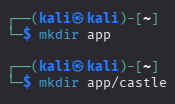 ┌──(kali㉿kali)-[~]
└─$ mkdir app
┌──(kali㉿kali)-[~]
└─$ mkdir app/castle